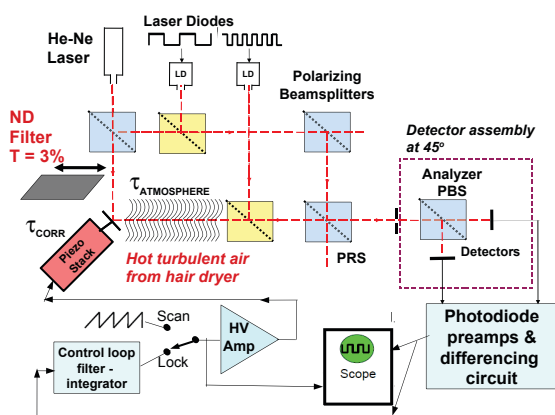 Laser Diodes
He-Ne
Laser
LD
LD
Polarizing
Beamsplitters
ND
Filter
T = 3%
Detector assembly
at 45o
Analyzer
PBS
τATMOSPHERE
τCORR
Piezo
Stack
Hot turbulent air
from hair dryer
PRS
Detectors
Scan
Lock
HV
Amp
Control loop
filter -
integrator
Scope
Photodiode
preamps &
differencing
circuit